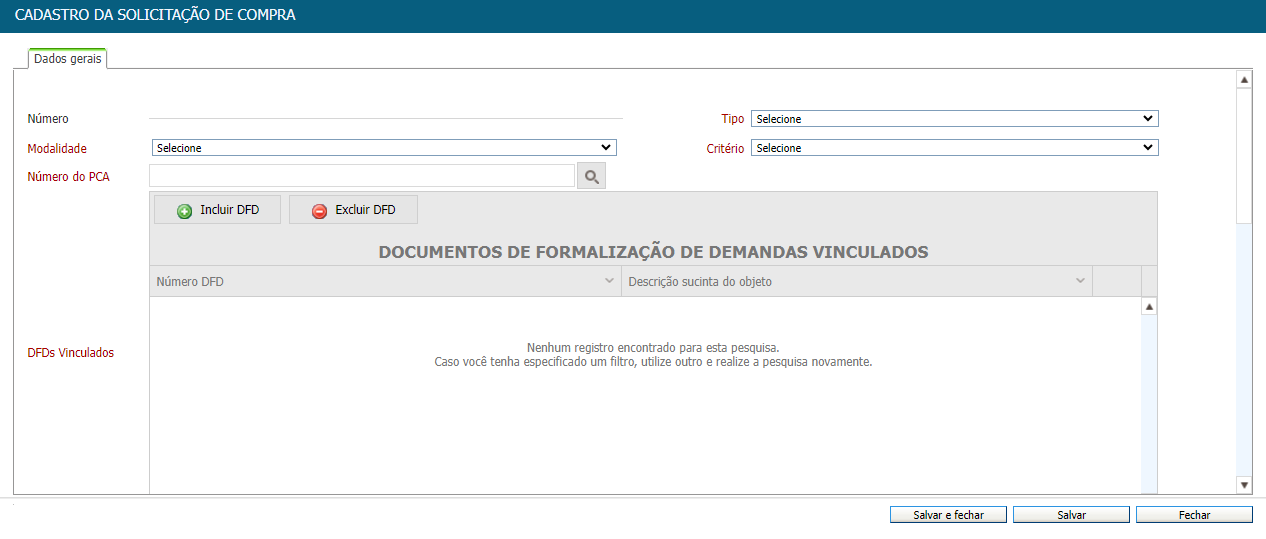 CADASTRO DA SOLICITAÇÃO DE COMPRA
Dados gerais
Número
Tipo Selecione
Modalidade Selecione
Critério Selecione
Número do PCA
Incluir DFD Excluir DFD
DOCUMENTOS DE FORMALIZAÇÃO DE DEMANDAS VINCULADOS
Número DFD Descrição sucinta do objeto
DFDs Vinculados
Nenhum registro encontrado para esta pesquisa.
Caso você tenha especificado um filtro, utilize outro e realize a pesquisa novamente.
Salvar e fechar Salvar Fechar